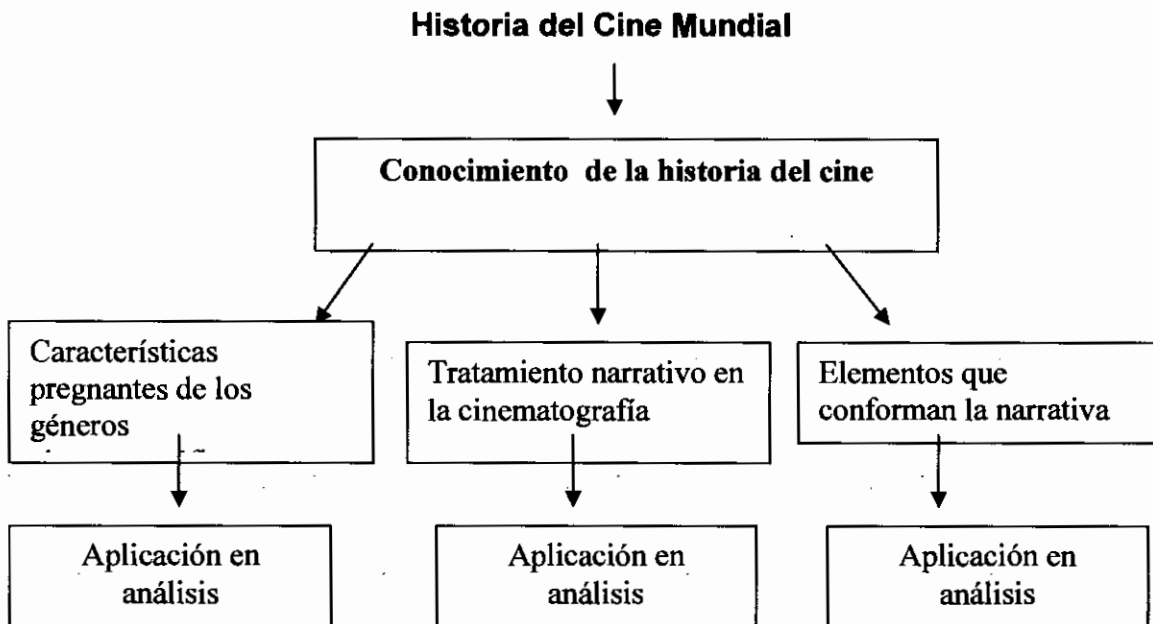 Historia del Cine Mundial
Conocimiento de la historia del cine
Características
pregnantes de los
géneros
Tratamiento narrativo en
la cinematografía
Elementos que
conforman la narrativa
Aplicación en
análisis
Aplicación en
análisis
Aplicación en
análisis